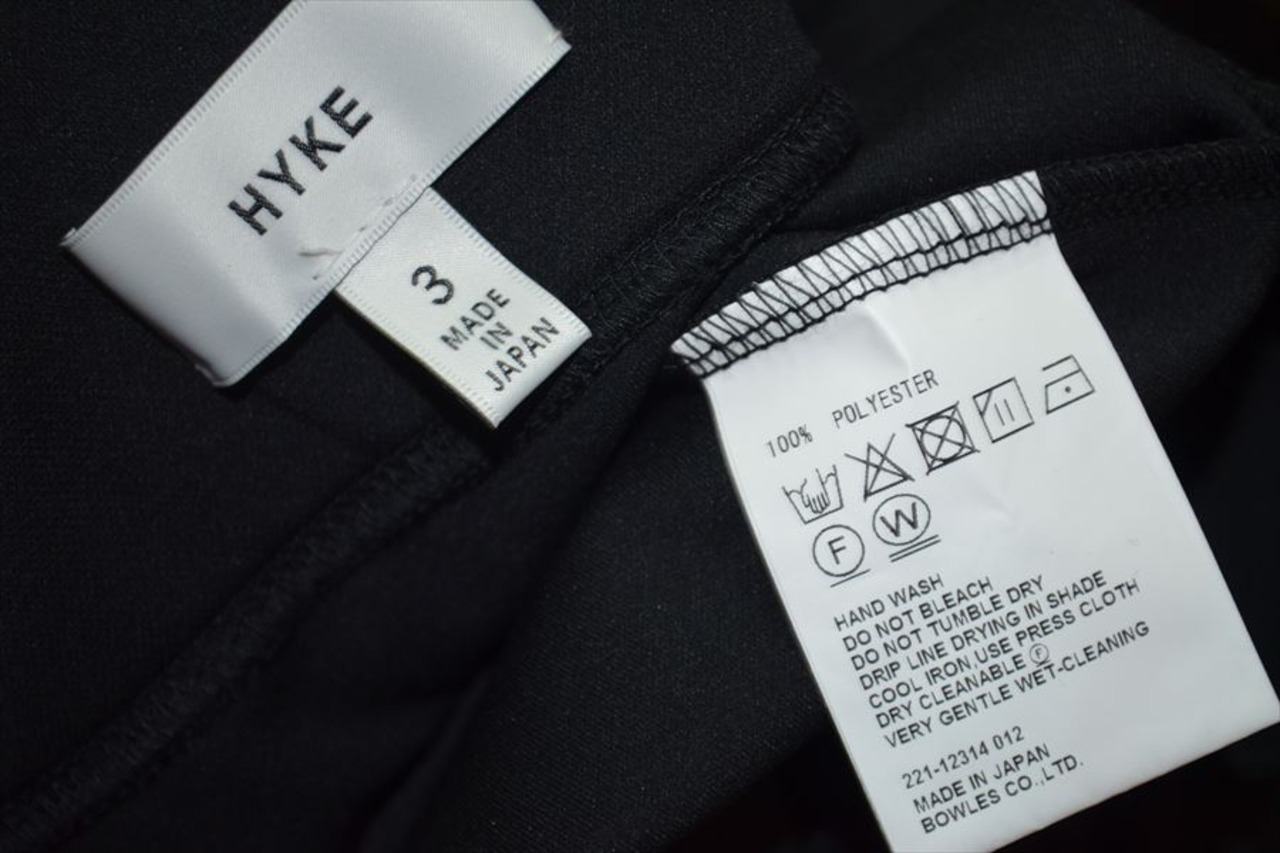 HYKE
3
MADE
IN
JAPAN
100% POLYESTER
F W
HAND WASH
DO NOT BLEACH
DO NOT TUMBLE DRY
DRIP LINE DRYING IN SHADE
COOL IRON,USE PRESS CLOTH
DRY CLEANABLE Ⓕ
VERY GENTLE WET-CLEANING
221-12314 012
MADE IN JAPAN
BOWLES CO.,LTD.